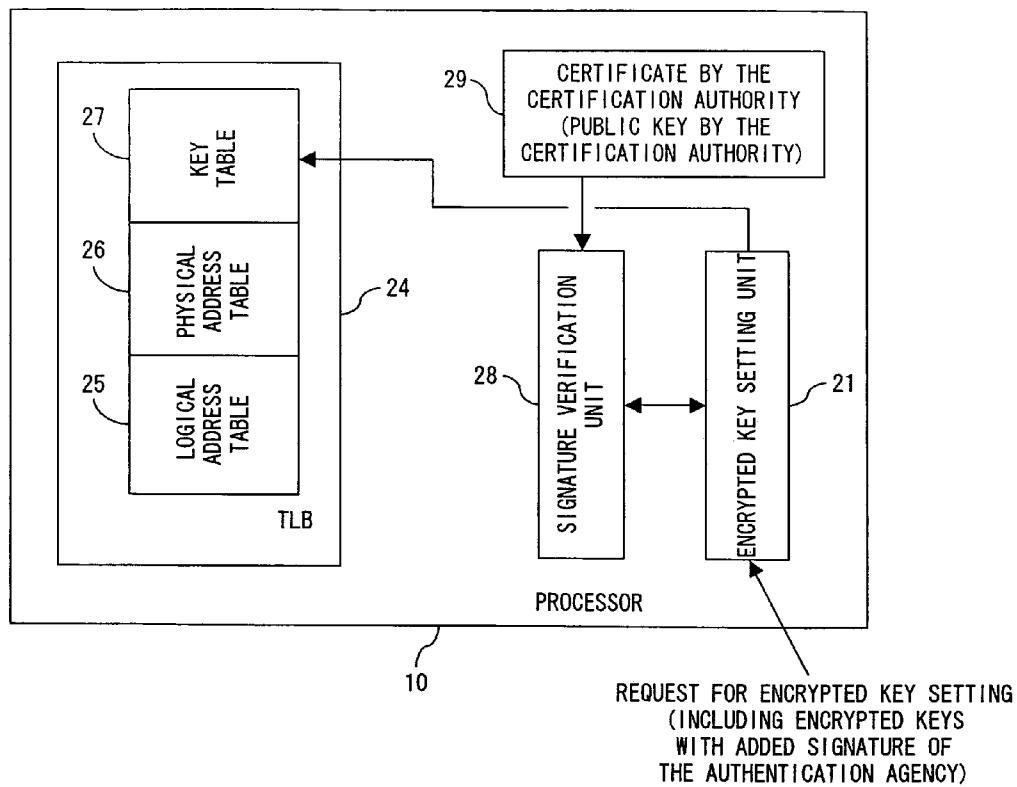 29
CERTIFICATE BY THE
CERTIFICATION AUTHORITY
(PUBLIC KEY BY THE
CERTIFICATION AUTHORITY)
27
KEY
TABLE
26
PHYSICAL
ADDRESS
TABLE
24
25
LOGICAL
ADDRESS
TABLE
TLB
28
SIGNATURE VERIFICATION
UNIT
ENCRYPTED KEY SETTING UNIT
21
PROCESSOR
10
REQUEST FOR ENCRYPTED KEY SETTING
(INCLUDING ENCRYPTED KEYS
WITH ADDED SIGNATURE OF
THE AUTHENTICATION AGENCY)